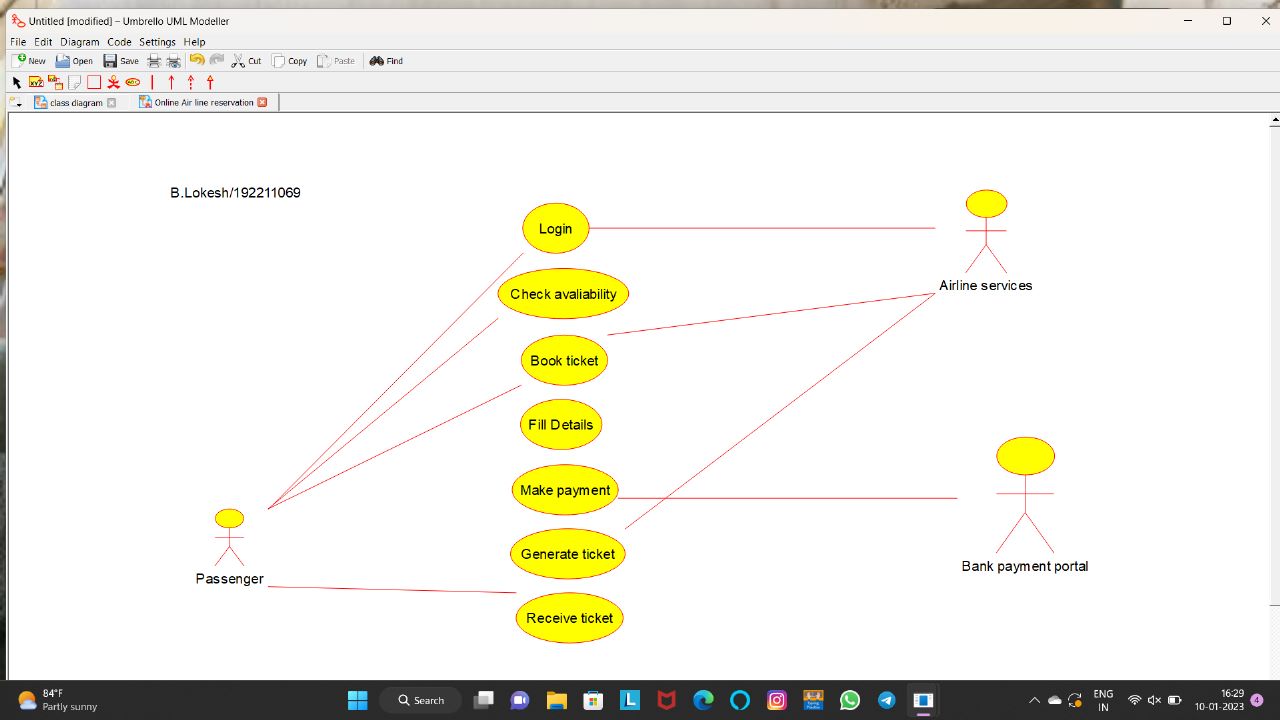 Untitled [modified] – Umbrello UML Modeller
File Edit Diagram Code Settings Help
New Open Save Cut Copy Paste Find
class diagram Online Air line reservation
B.Lokesh/192211069
Login
Airline services
Check avaliability
Book ticket
Fill Details
Make payment
Generate ticket
Bank payment portal
Passenger
Receive ticket
84°F
Partly sunny
Search
ENG
IN
16:29
10-01-2023
4